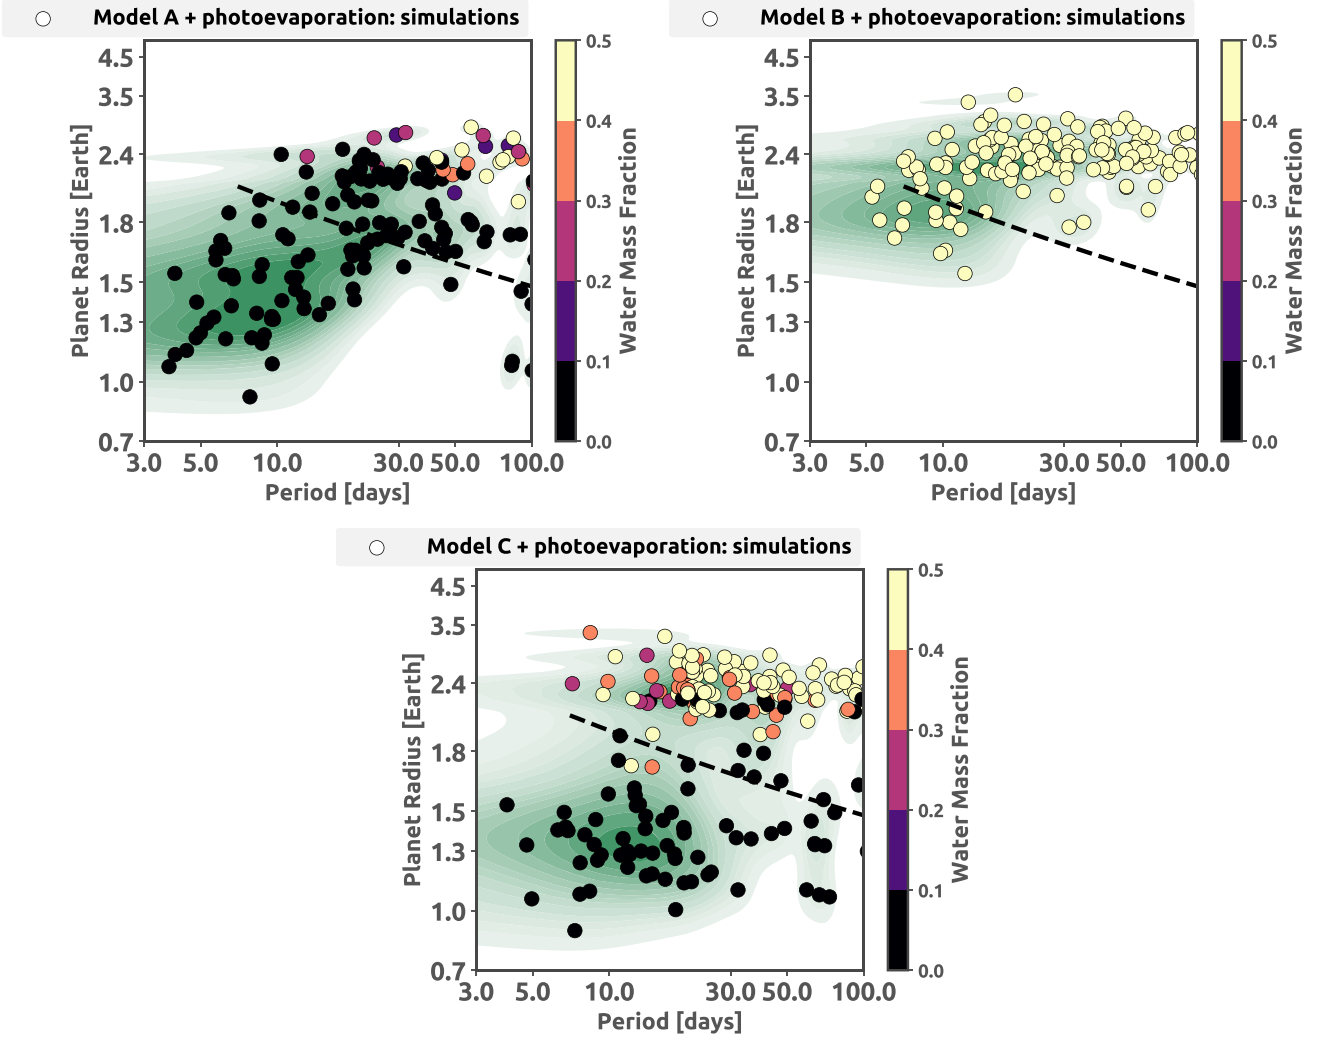 Model A + photoevaporation: simulations
Model B + photoevaporation: simulations
4.5
3.5
2.4
1.8
1.5
1.3
1.0
0.7
Planet Radius [Earth]
3.0 5.0 10.0 30.0 50.0 100.0
Period [days]
0.5
0.4
0.3
0.2
0.1
0.0
Water Mass Fraction
4.5
3.5
2.4
1.8
1.5
1.3
1.0
0.7
Planet Radius [Earth]
3.0 5.0 10.0 30.0 50.0 100.0
Period [days]
0.5
0.4
0.3
0.2
0.1
0.0
Water Mass Fraction
Model C + photoevaporation: simulations
4.5
3.5
2.4
1.8
1.5
1.3
1.0
0.7
Planet Radius [Earth]
3.0 5.0 10.0 30.0 50.0 100.0
Period [days]
0.5
0.4
0.3
0.2
0.1
0.0
Water Mass Fraction